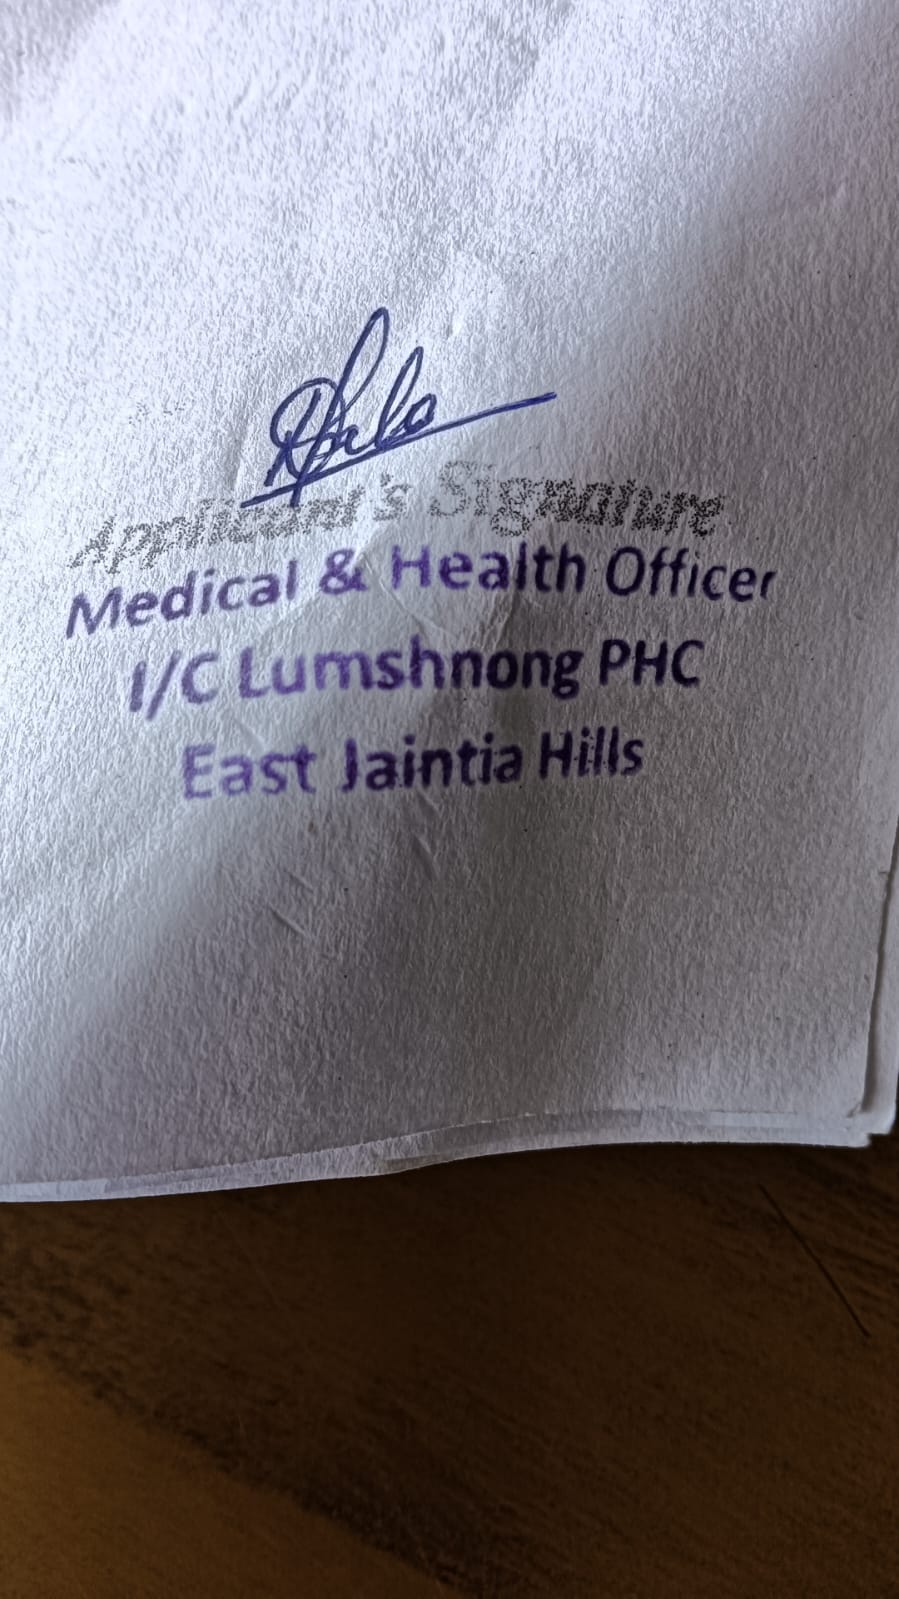 Applicant's Signature
Medical & Health Officer
I/C Lumshnong PHC
East Jaintia Hills